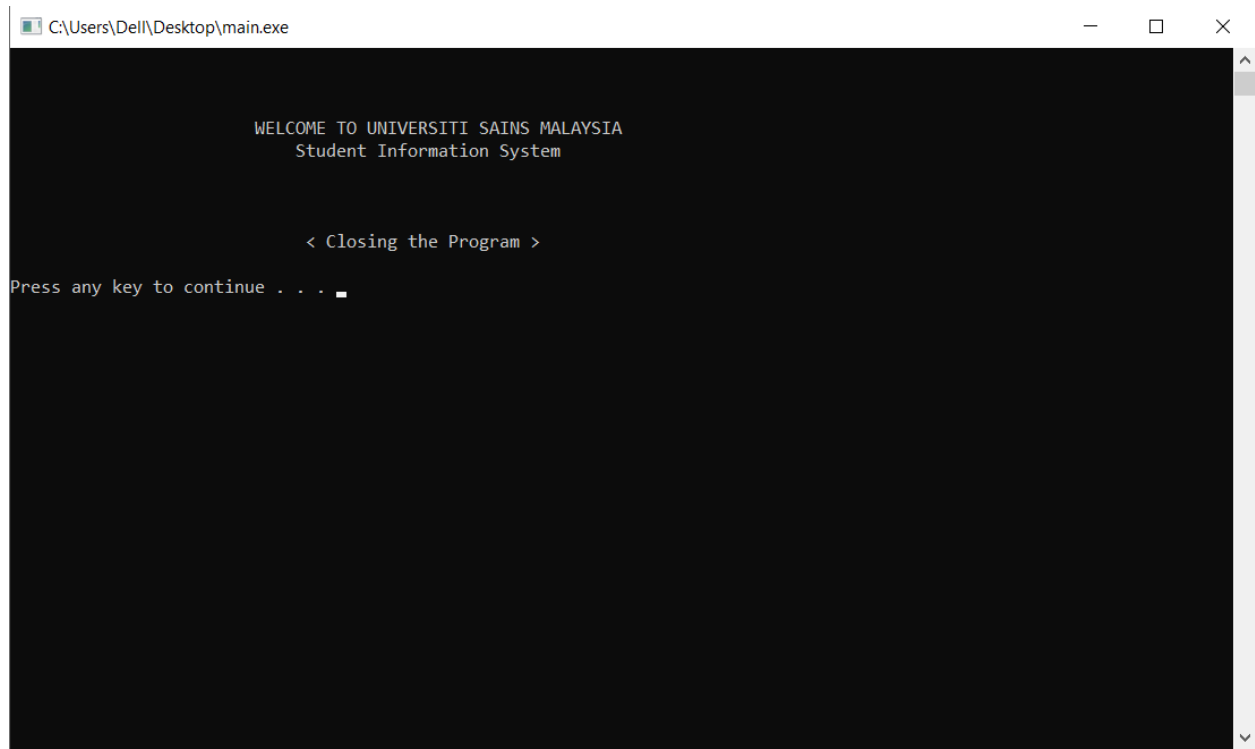 C:\Users\Dell\Desktop\main.exe
WELCOME TO UNIVERSITI SAINS MALAYSIA
Student Information System
< Closing the Program >
Press any key to continue . . .